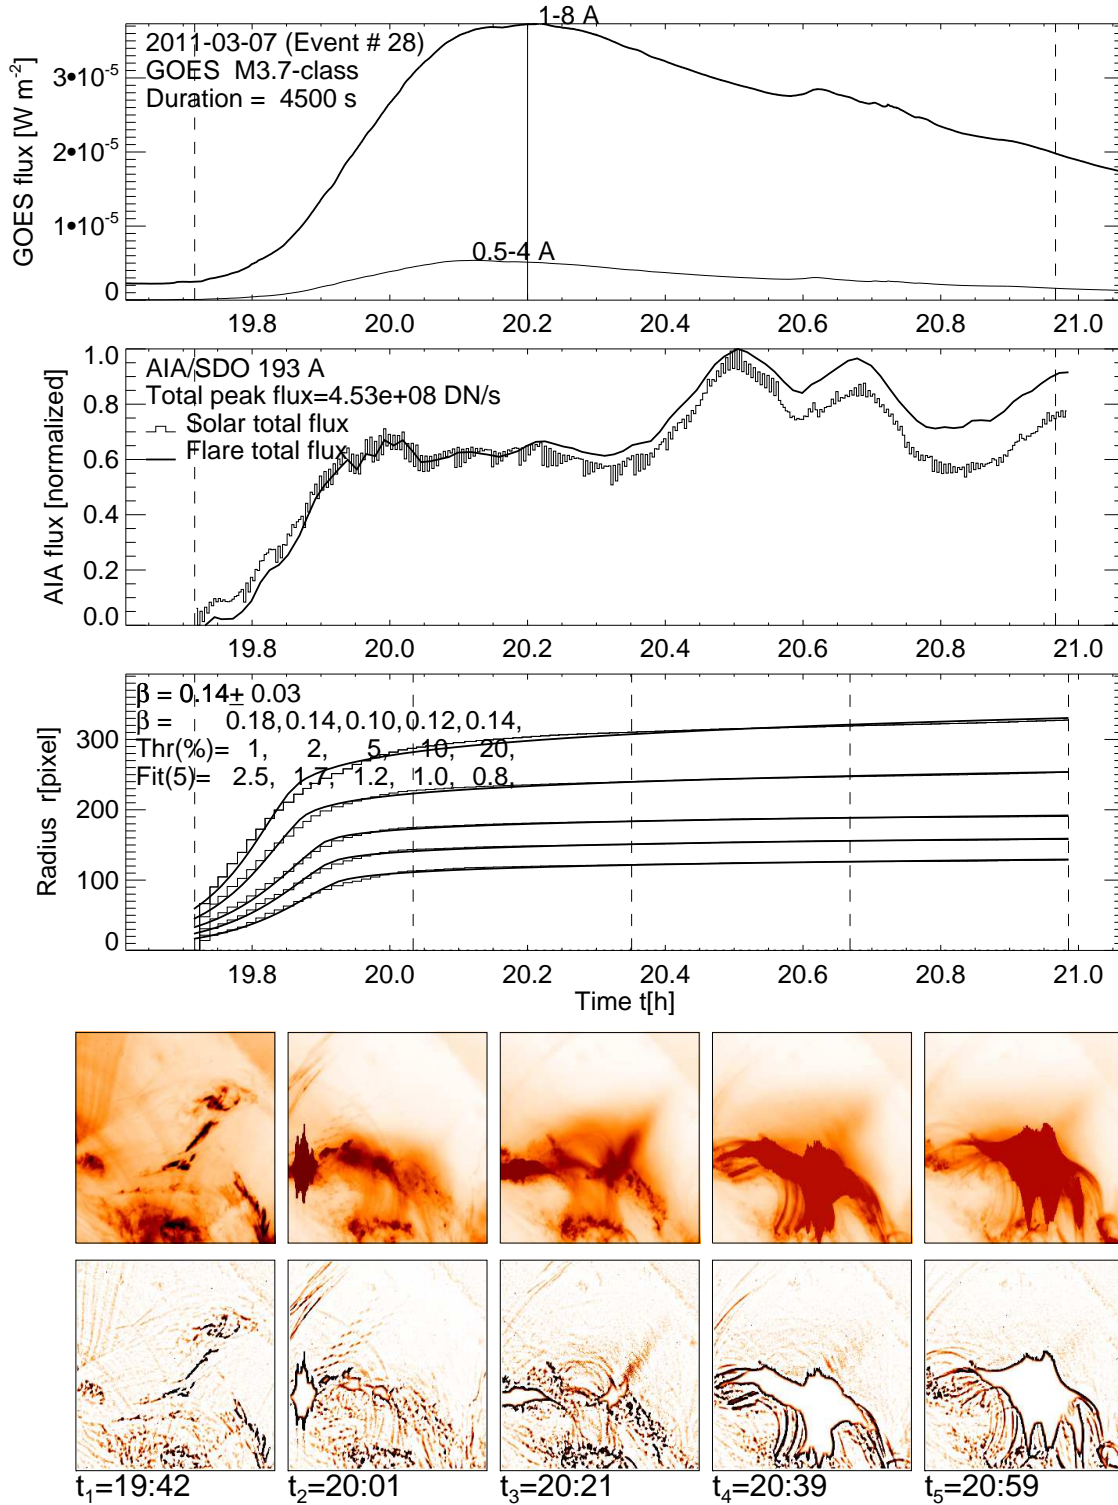 1-8 A
2011-03-07 (Event # 28)
GOES M3.7-class
Duration = 4500 s
GOES flux [W m-2]
3•10-5
2•10-5
1•10-5
0
0.5-4 A
19.8 20.0 20.2 20.4 20.6 20.8 21.0
AIA/SDO 193 A
Total peak flux=4.53e+08 DN/s
Solar total flux
Flare total flux
AIA flux [normalized]
1.0
0.8
0.6
0.4
0.2
0.0
19.8 20.0 20.2 20.4 20.6 20.8 21.0
β = 0.14± 0.03
β = 0.18, 0.14, 0.10, 0.12, 0.14,
Thr(%)= 1, 2, 5, 10, 20,
Fit(5)= 2.5, 1.7, 1.2, 1.0, 0.8,
Radius r[pixel]
300
200
100
0
19.8 20.0 20.2 20.4 20.6 20.8 21.0
Time t[h]
t1=19:42 t2=20:01 t3=20:21 t4=20:39 t5=20:59